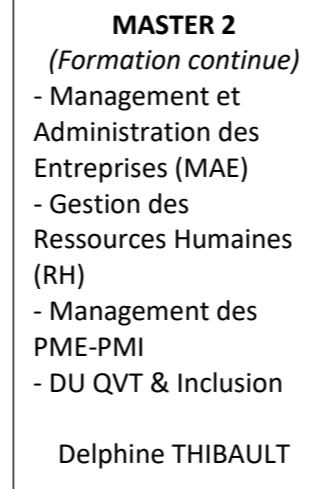 MASTER 2
(Formation continue)
- Management et
Administration des
Entreprises (MAE)
- Gestion des
Ressources Humaines
(RH)
- Management des
PME-PMI
- DU QVT & Inclusion
Delphine THIBAULT